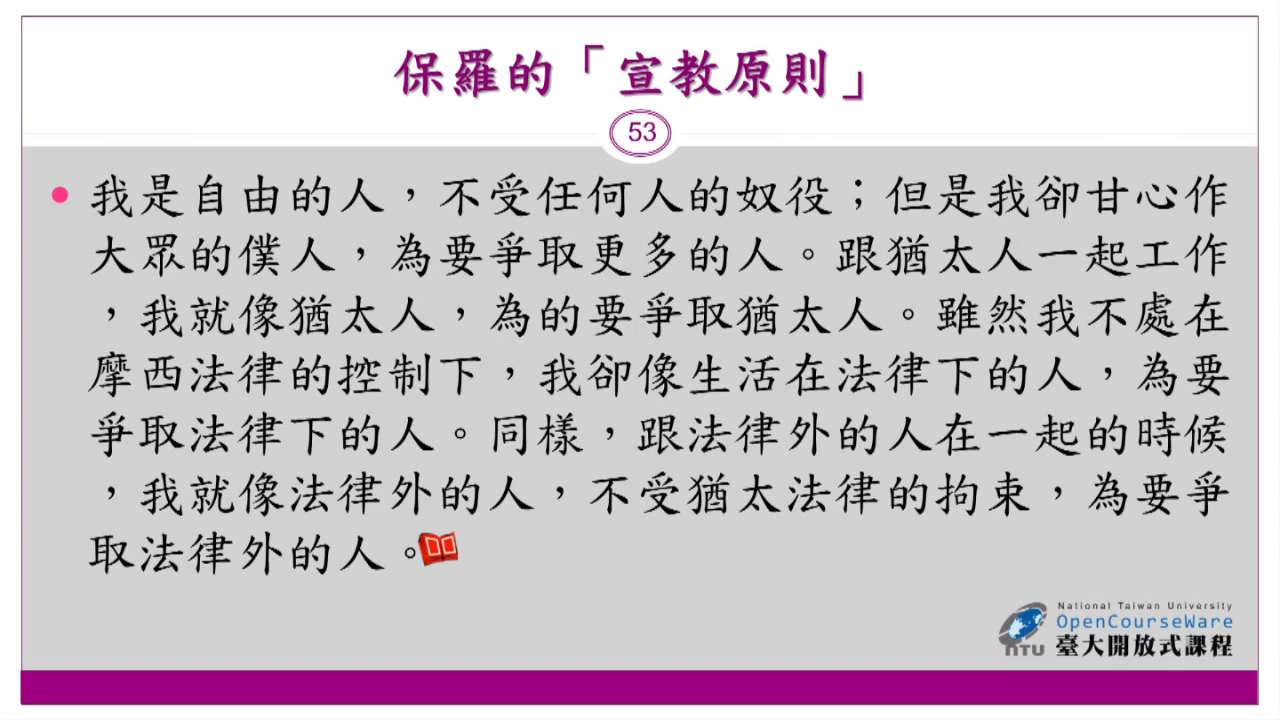 保羅的「宣教原則」
53
• 我是自由的人，不受任何人的奴役；但是我卻甘心作
大眾的僕人，為要爭取更多的人。跟猶太人一起工作
，我就像猶太人，為的要爭取猶太人。雖然我不處在
摩西法律的控制下，我卻像生活在法律下的人，為要
爭取法律下的人。同樣，跟法律外的人在一起的時候
，我就像法律外的人，不受猶太法律的拘束，為要爭
取法律外的人。
National Taiwan University
OpenCourseWare
NTU 臺大開放式課程